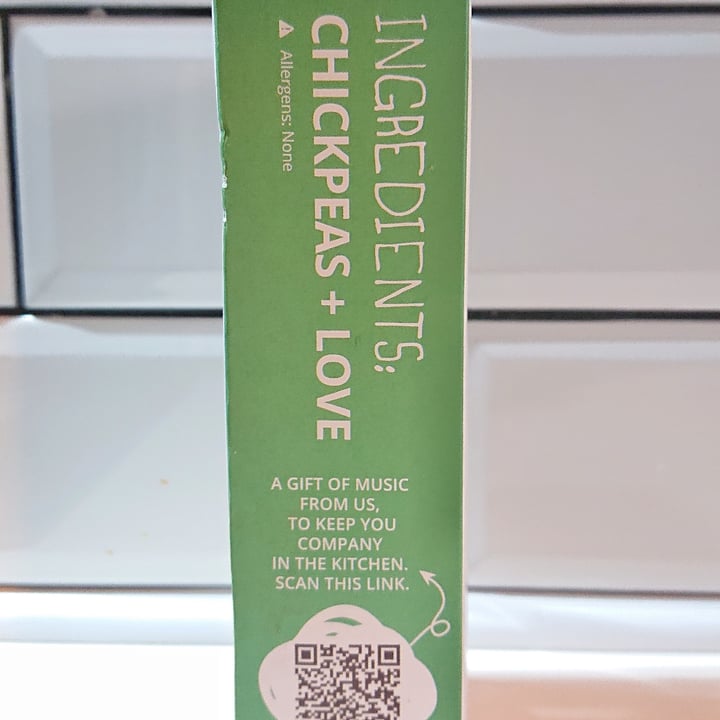 INGREDIENTS:
CHICKPEAS + LOVE
Allergens: None
A GIFT OF MUSIC
FROM US,
TO KEEP YOU
COMPANY
IN THE KITCHEN.
SCAN THIS LINK.